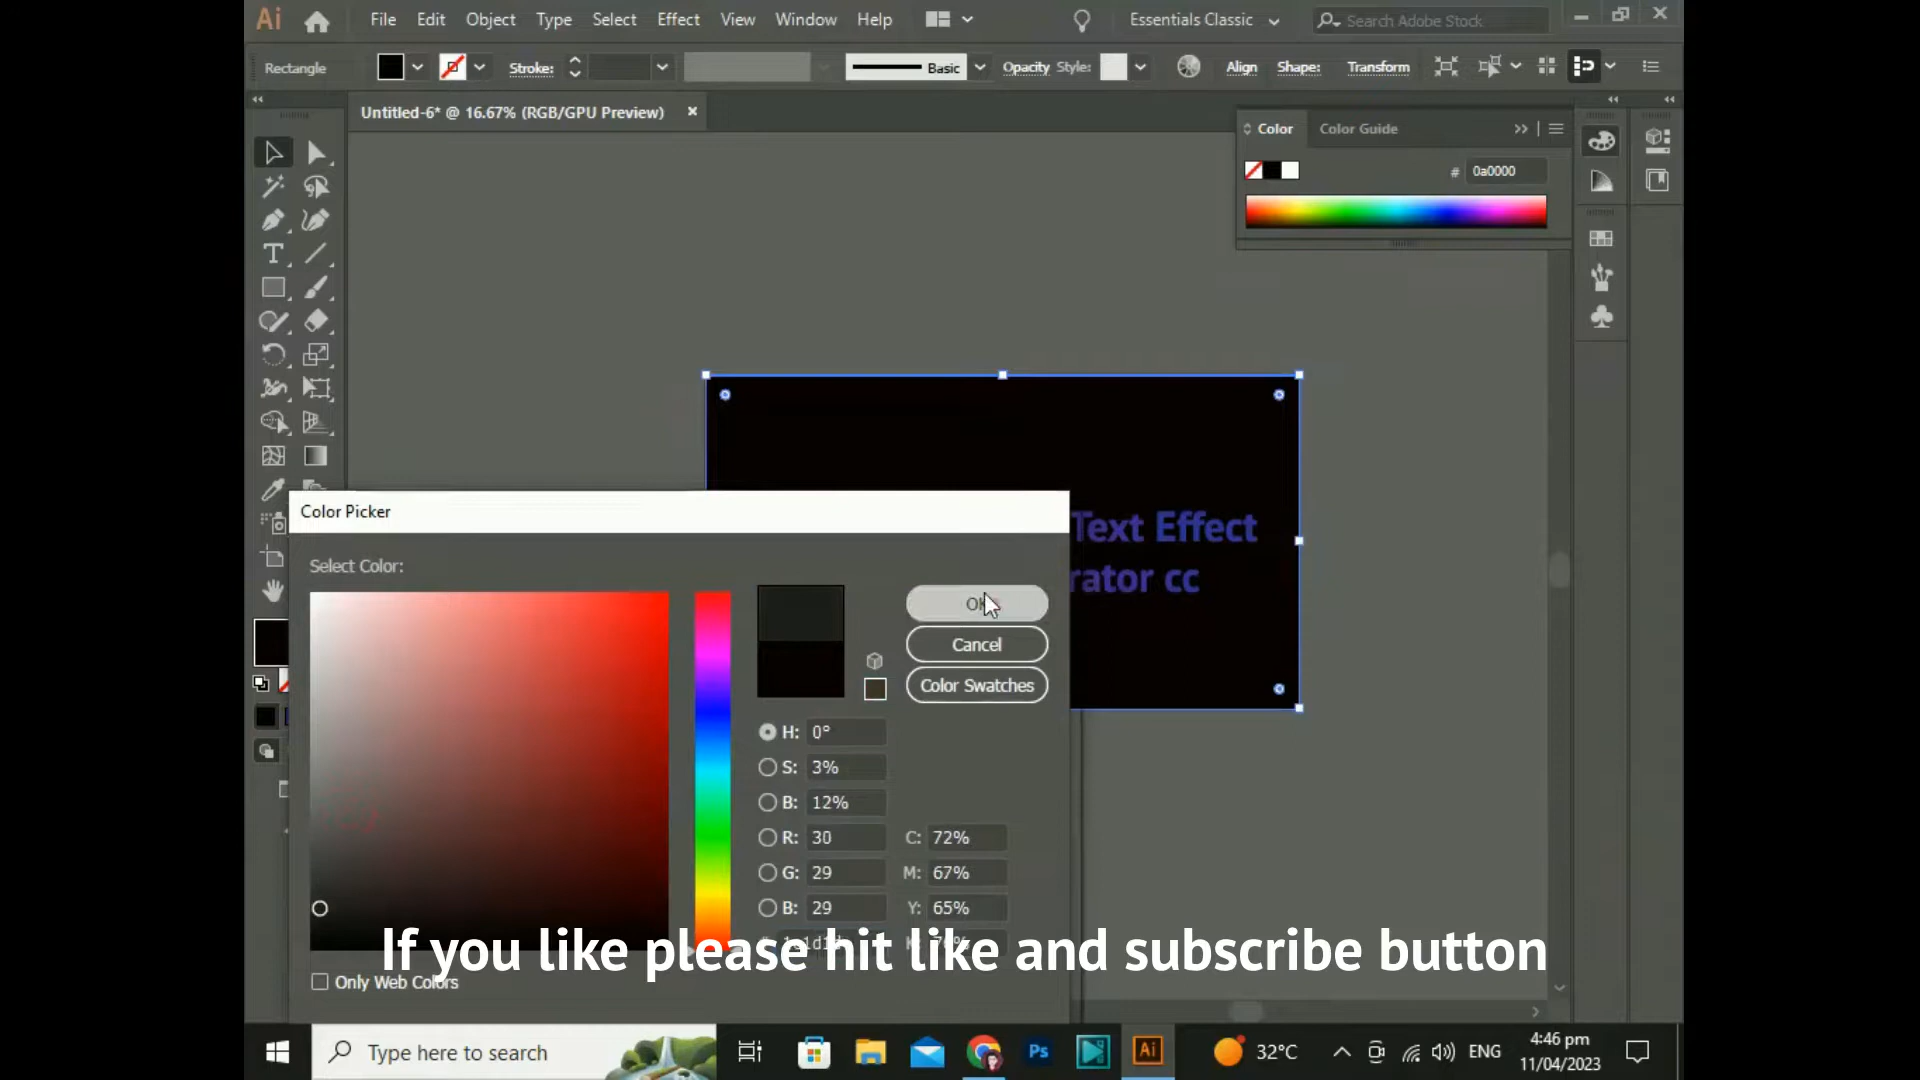 Ai File Edit Object Type Select Effect View Window Help Essentials Classic Search Adobe Stock
Rectangle Stroke: Basic Opacity Style: Align Shape: Transform
Untitled-6* @ 16.67% (RGB/GPU Preview) ×
Color Color Guide
# 0a0000
Text Effect
rator cc
Color Picker
Select Color:
OK
Cancel
Color Swatches
H: 0°
S: 3%
B: 12%
R: 30 C: 72%
G: 29 M: 67%
B: 29 Y: 65%
If you like please hit like and subscribe button
Only Web Colors
Type here to search
Ps Ai 32°C ENG
4:46 pm
11/04/2023